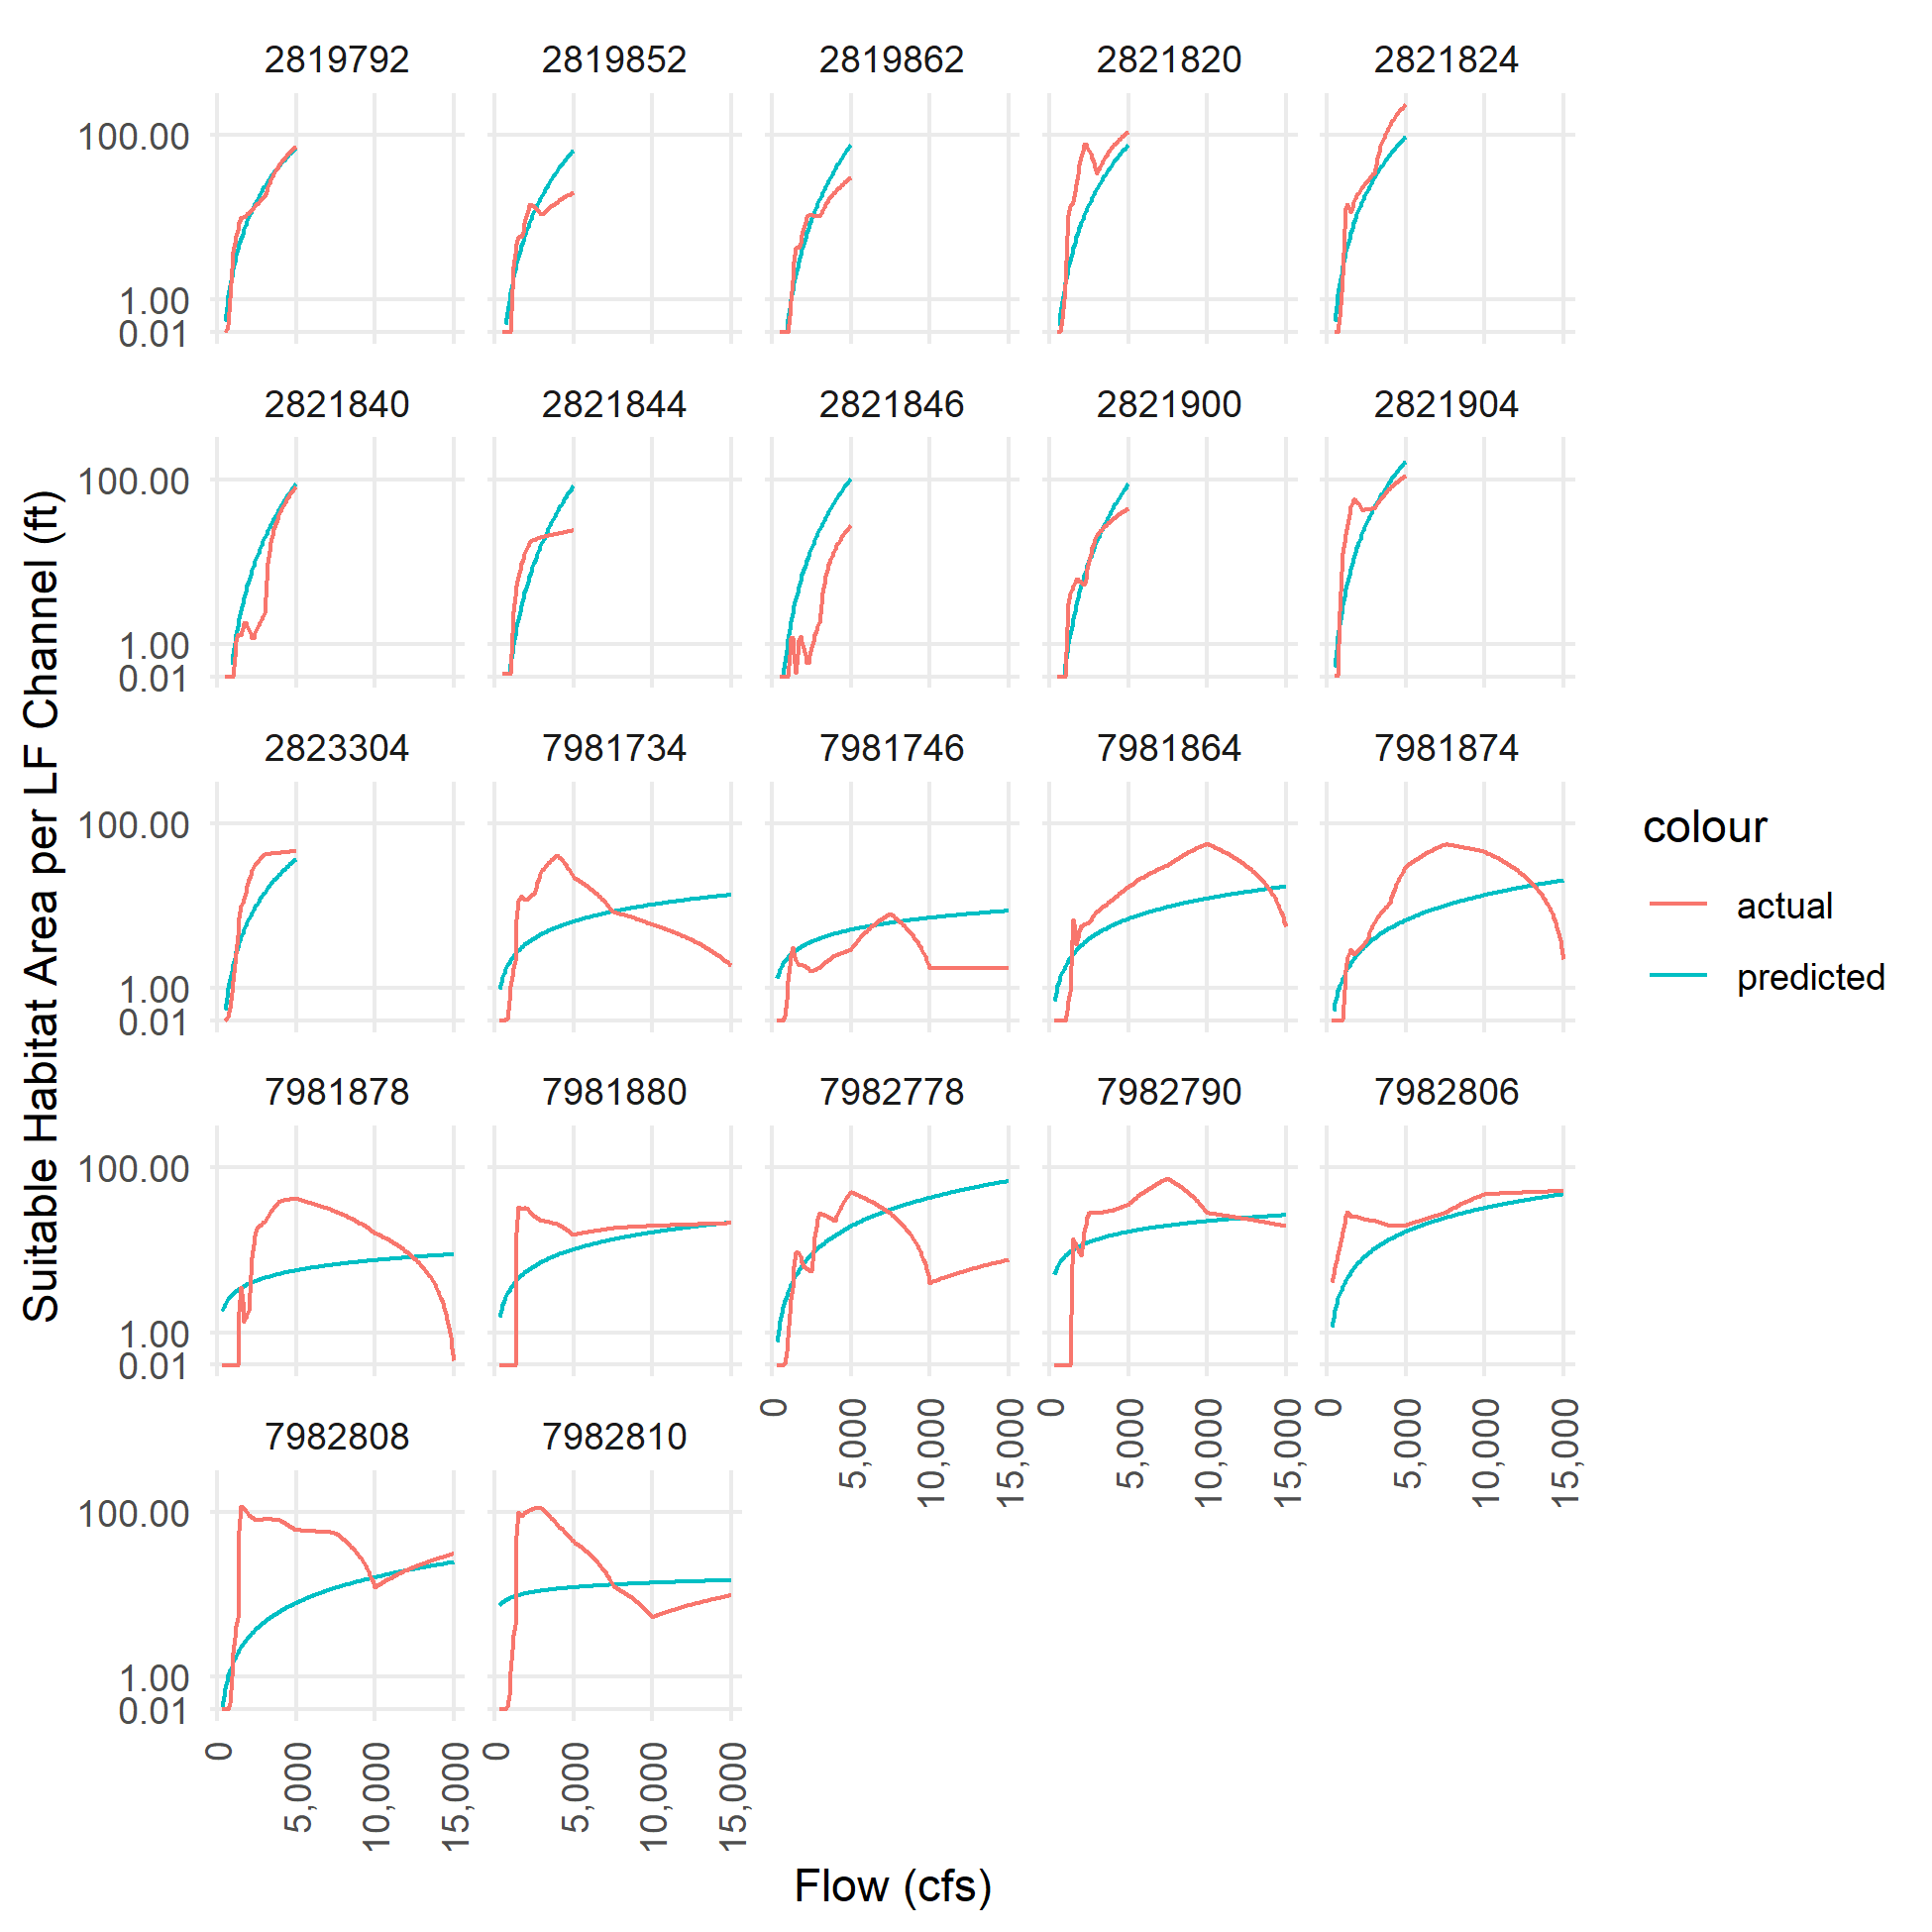 2819792 2819852 2819862 2821820 2821824
100.00
1.00
0.01
2821840 2821844 2821846 2821900 2821904
100.00
1.00
0.01
2823304 7981734 7981746 7981864 7981874
100.00
1.00
0.01
7981878 7981880 7982778 7982790 7982806
100.00
1.00
0.01
0 5,000 10,000 15,000 0 5,000 10,000 15,000 0 5,000 10,000 15,000
7982808 7982810
100.00
1.00
0.01
0 5,000 10,000 15,000 0 5,000 10,000 15,000
Flow (cfs)
Suitable Habitat Area per LF Channel (ft)
colour
actual
predicted